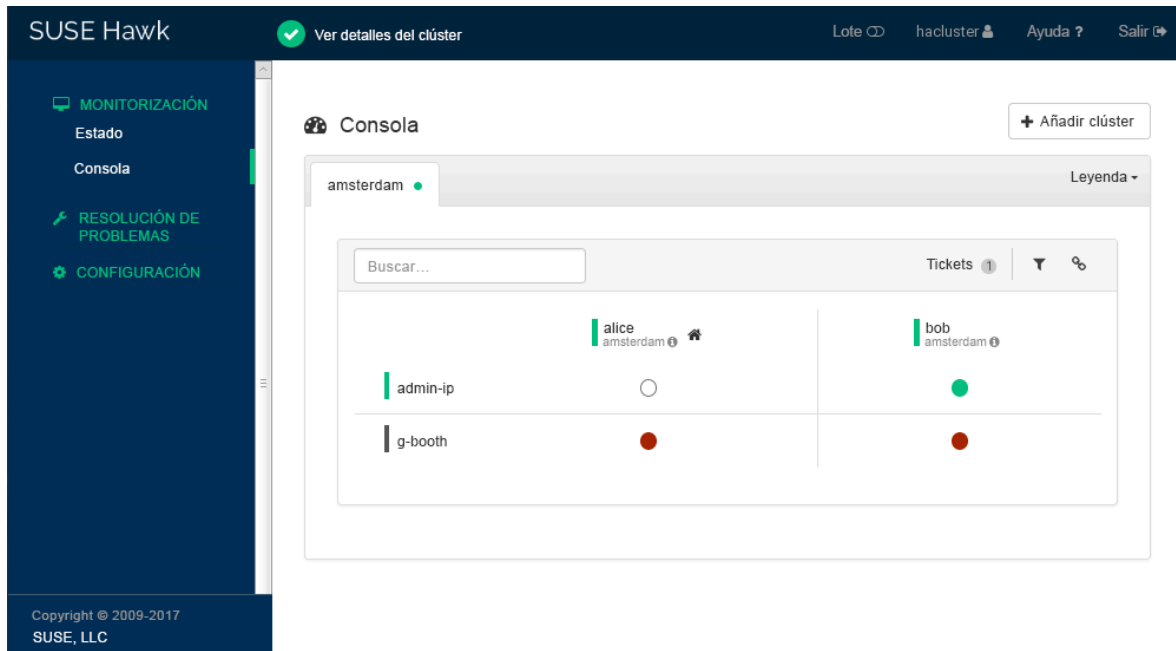 SUSE Hawk
Ver detalles del clúster
Lote
hacluster
Ayuda ?
Salir
MONITORIZACIÓN
Estado
Consola
RESOLUCIÓN DE
PROBLEMAS
CONFIGURACIÓN
Copyright © 2009-2017
SUSE, LLC
Consola
+ Añadir clúster
amsterdam
Leyenda
Buscar...
Tickets 1
alice
amsterdam
bob
amsterdam
admin-ip
g-booth